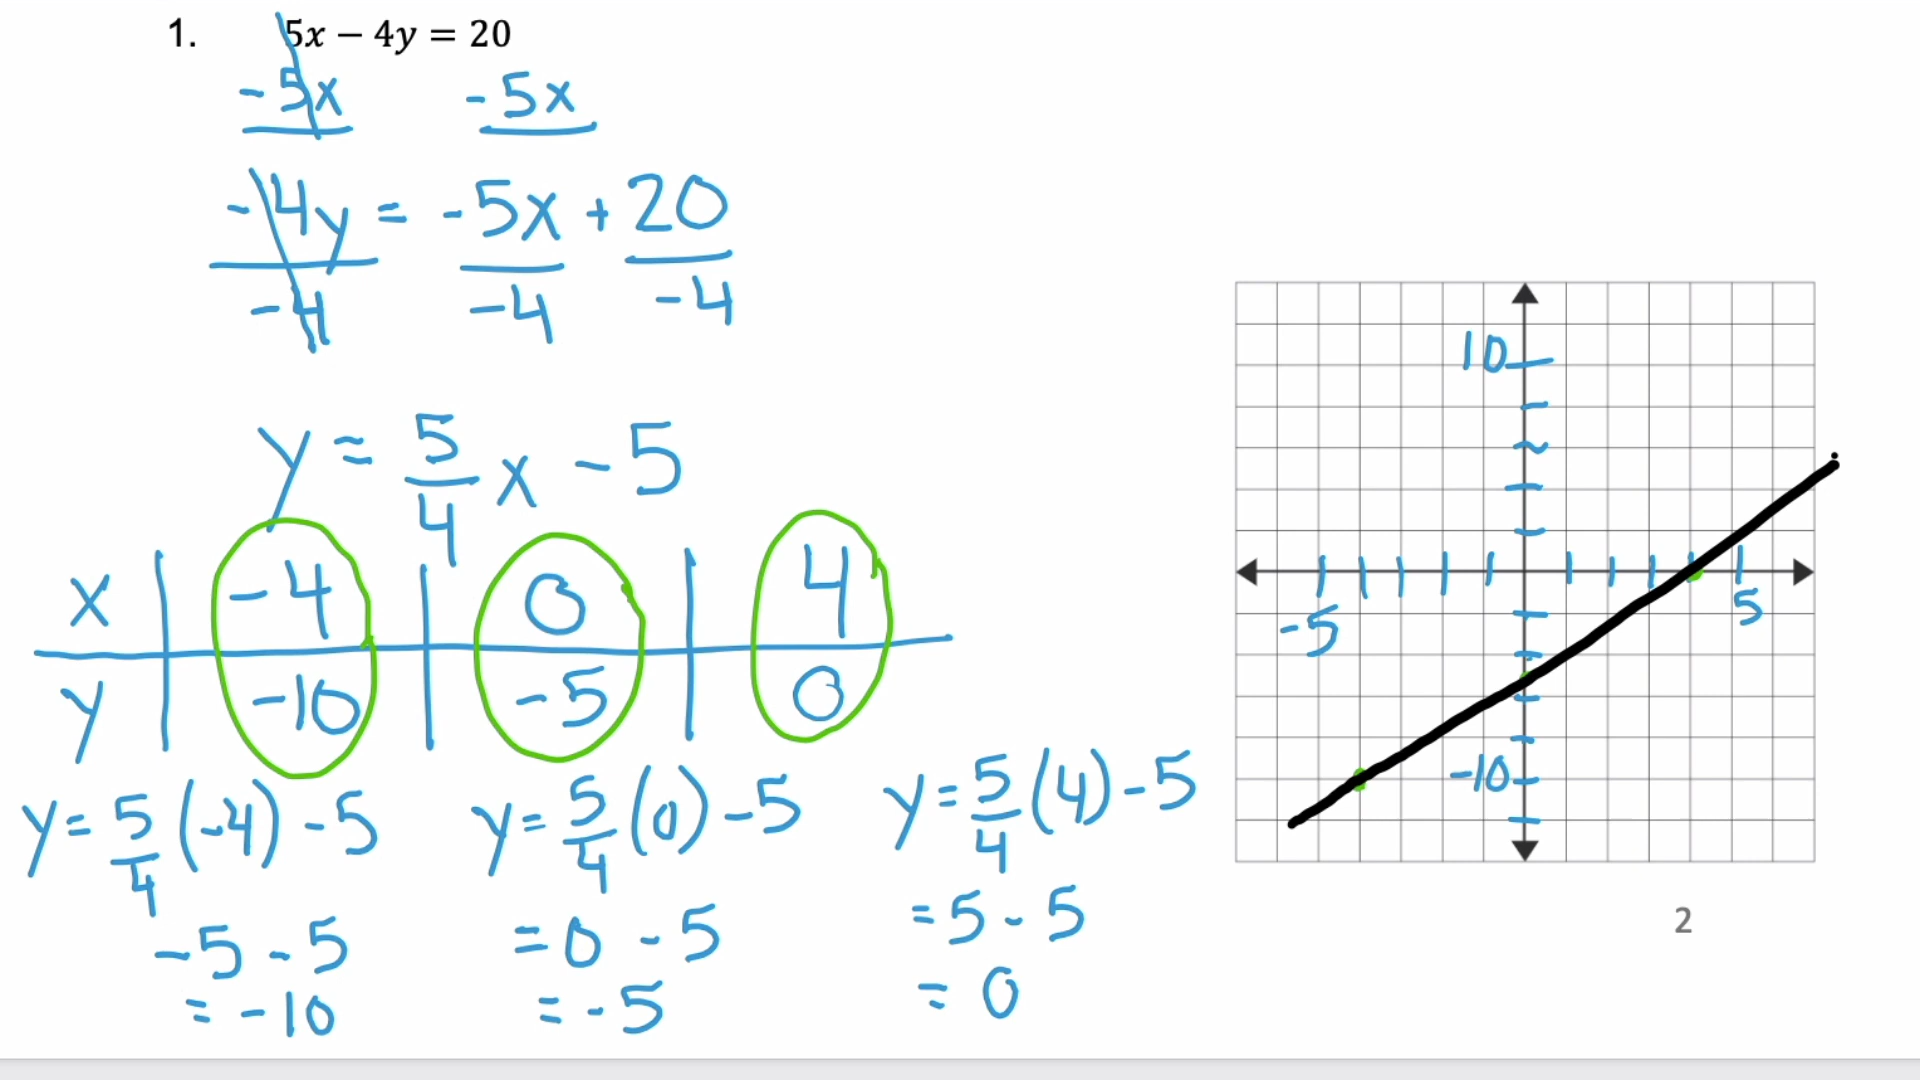 1. 5x − 4y = 20
-5x -5x
-4y = -5x + 20
-4 -4 -4
y = 5/4 x - 5
x -4 0 4
y -10 -5 0
y = 5/4 (-4) - 5
-5 - 5
= -10
y = 5/4 (0) - 5
= 0 - 5
= -5
y = 5/4 (4) - 5
= 5 - 5
= 0
10
-5 5
-10
2